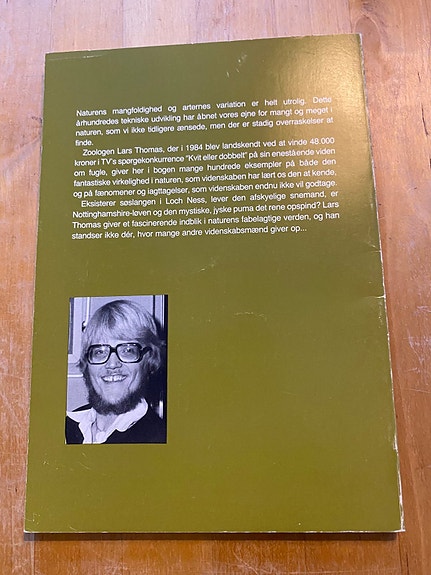 Naturens mangfoldighed og arternes variation er helt utrolig. Dette
århundredes tekniske udvikling har åbnet vores øjne for mangt og meget i
naturen, som vi ikke tidligere ænsede, men der er stadig overraskelser at
finde.
Zoologen Lars Thomas, der i 1984 blev landskendt ved at vinde 48.000
kroner i TV's spørgekonkurrence "Kvit eller dobbelt" på sin enestående viden
om fugle, giver her i bogen mange hundrede eksempler på både den
fantastiske virkelighed i naturen, som videnskaben har lært os den at kende,
og på fænomener og iagttagelser, som videnskaben endnu ikke vil godtage.
Eksisterer søslangen i Loch Ness, lever den afskyelige snemand, er
Nottinghamshire-løven og den mystiske, jyske puma det rene opspind? Lars
Thomas giver et fascinerende indblik i naturens fabelagtige verden, og han
standser ikke dér, hvor mange andre videnskabsmænd giver op...